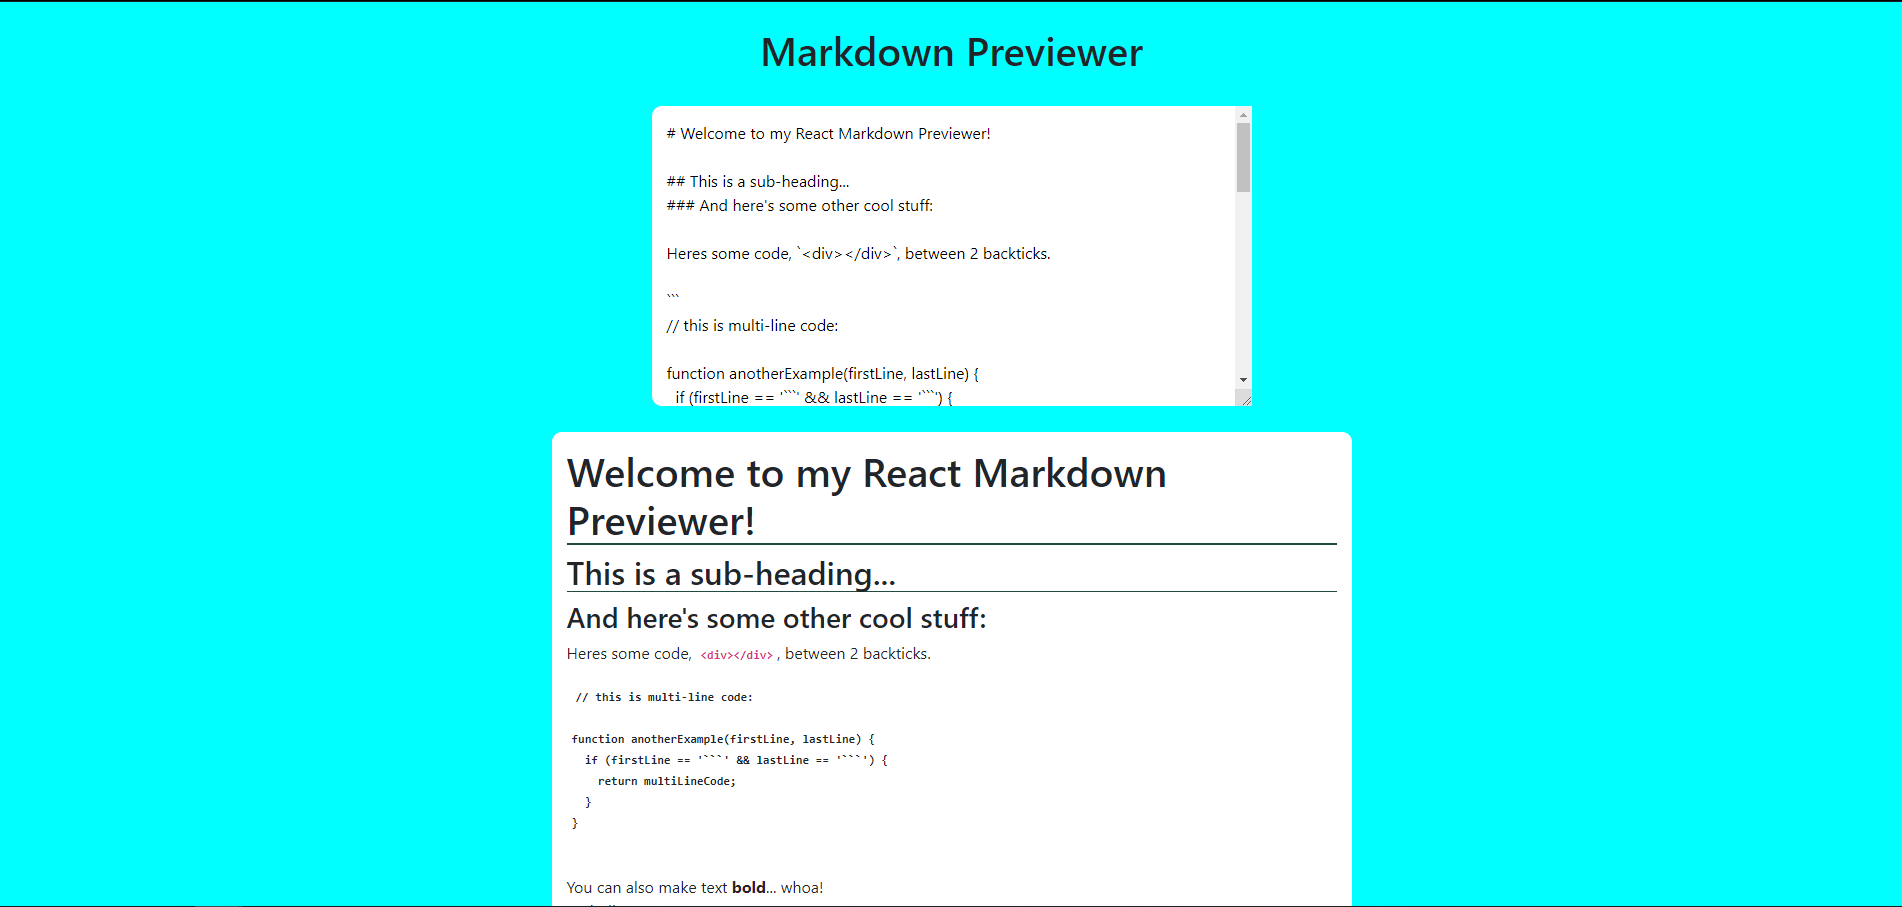 Markdown Previewer
# Welcome to my React Markdown Previewer!
## This is a sub-heading...
### And here's some other cool stuff:
Heres some code, `<div></div>`, between 2 backticks.
```
// this is multi-line code:
function anotherExample(firstLine, lastLine) {
  if (firstLine == '```' && lastLine == '```') {
Welcome to my React Markdown
Previewer!
This is a sub-heading...
And here's some other cool stuff:
Heres some code, <div></div>, between 2 backticks.
// this is multi-line code:
function anotherExample(firstLine, lastLine) {
  if (firstLine == '```' && lastLine == '```') {
    return multiLineCode;
  }
}
You can also make text bold... whoa!